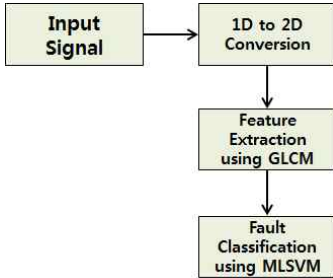 Input
Signal
1D to 2D
Conversion
Feature
Extraction
using GLCM
Fault
Classification
using MLSVM